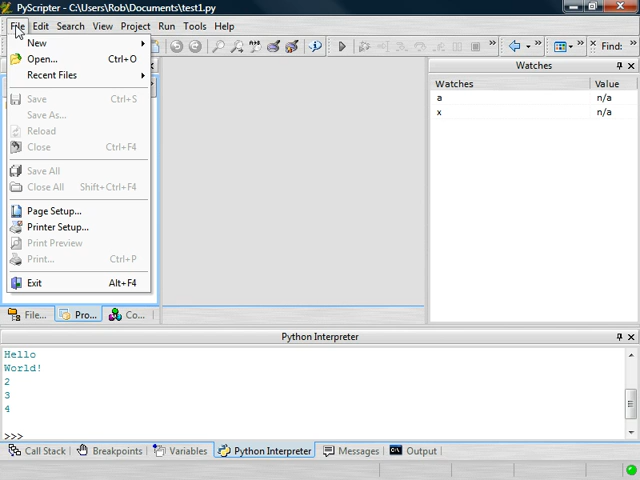 PyScripter - C:\Users\Rob\Documents\test1.py
File Edit Search View Project Run Tools Help
New
Open... Ctrl+O
Recent Files
Save Ctrl+S
Save As...
Reload
Close Ctrl+F4
Save All
Close All Shift+Ctrl+F4
Page Setup...
Printer Setup...
Print Preview
Print... Ctrl+P
Exit Alt+F4
File... Pro... Co...
Find:
Watches
Watches Value
a n/a
x n/a
Python Interpreter
Hello
World!
2
3
4
>>>
Call Stack Breakpoints Variables Python Interpreter Messages Output